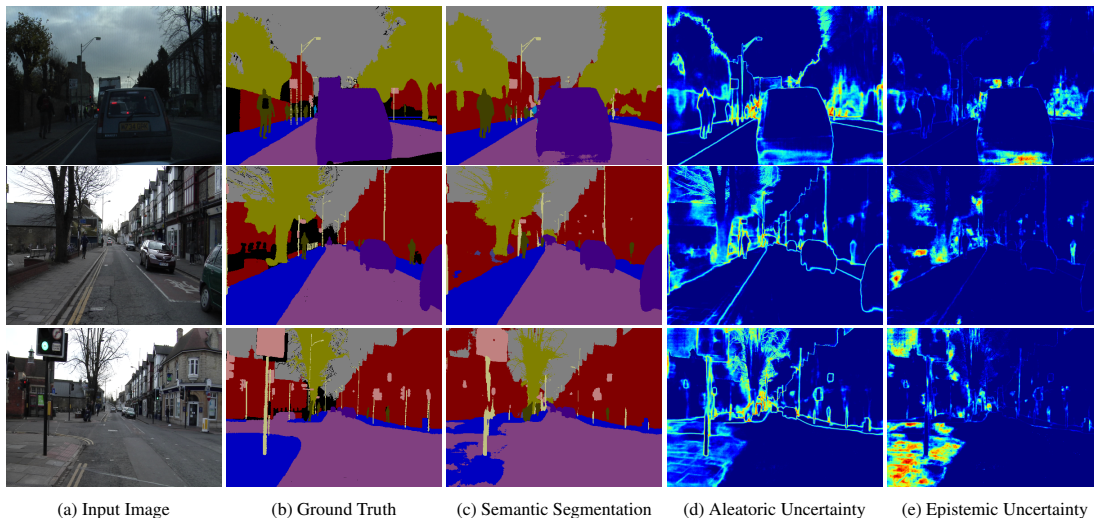 (a) Input Image
(b) Ground Truth
(c) Semantic Segmentation
(d) Aleatoric Uncertainty
(e) Epistemic Uncertainty